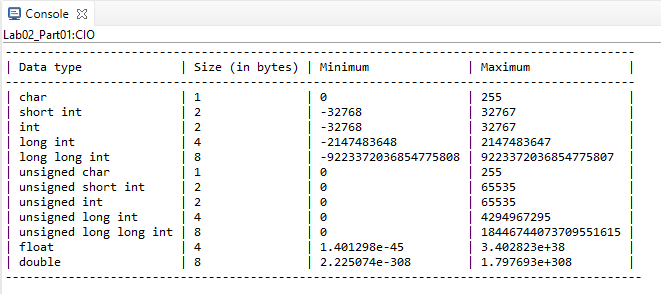 Console
Lab02_Part01:CIO
--------------------------------------------------------------------------------------
| Data type | Size (in bytes) | Minimum | Maximum |
--------------------------------------------------------------------------------------
| char | 1 | 0 | 255 |
| short int | 2 | -32768 | 32767 |
| int | 2 | -32768 | 32767 |
| long int | 4 | -2147483648 | 2147483647 |
| long long int | 8 | -9223372036854775808 | 9223372036854775807 |
| unsigned char | 1 | 0 | 255 |
| unsigned short int | 2 | 0 | 65535 |
| unsigned int | 2 | 0 | 65535 |
| unsigned long int | 4 | 0 | 4294967295 |
| unsigned long long int | 8 | 0 | 18446744073709551615 |
| float | 4 | 1.401298e-45 | 3.402823e+38 |
| double | 8 | 2.225074e-308 | 1.797693e+308 |
--------------------------------------------------------------------------------------